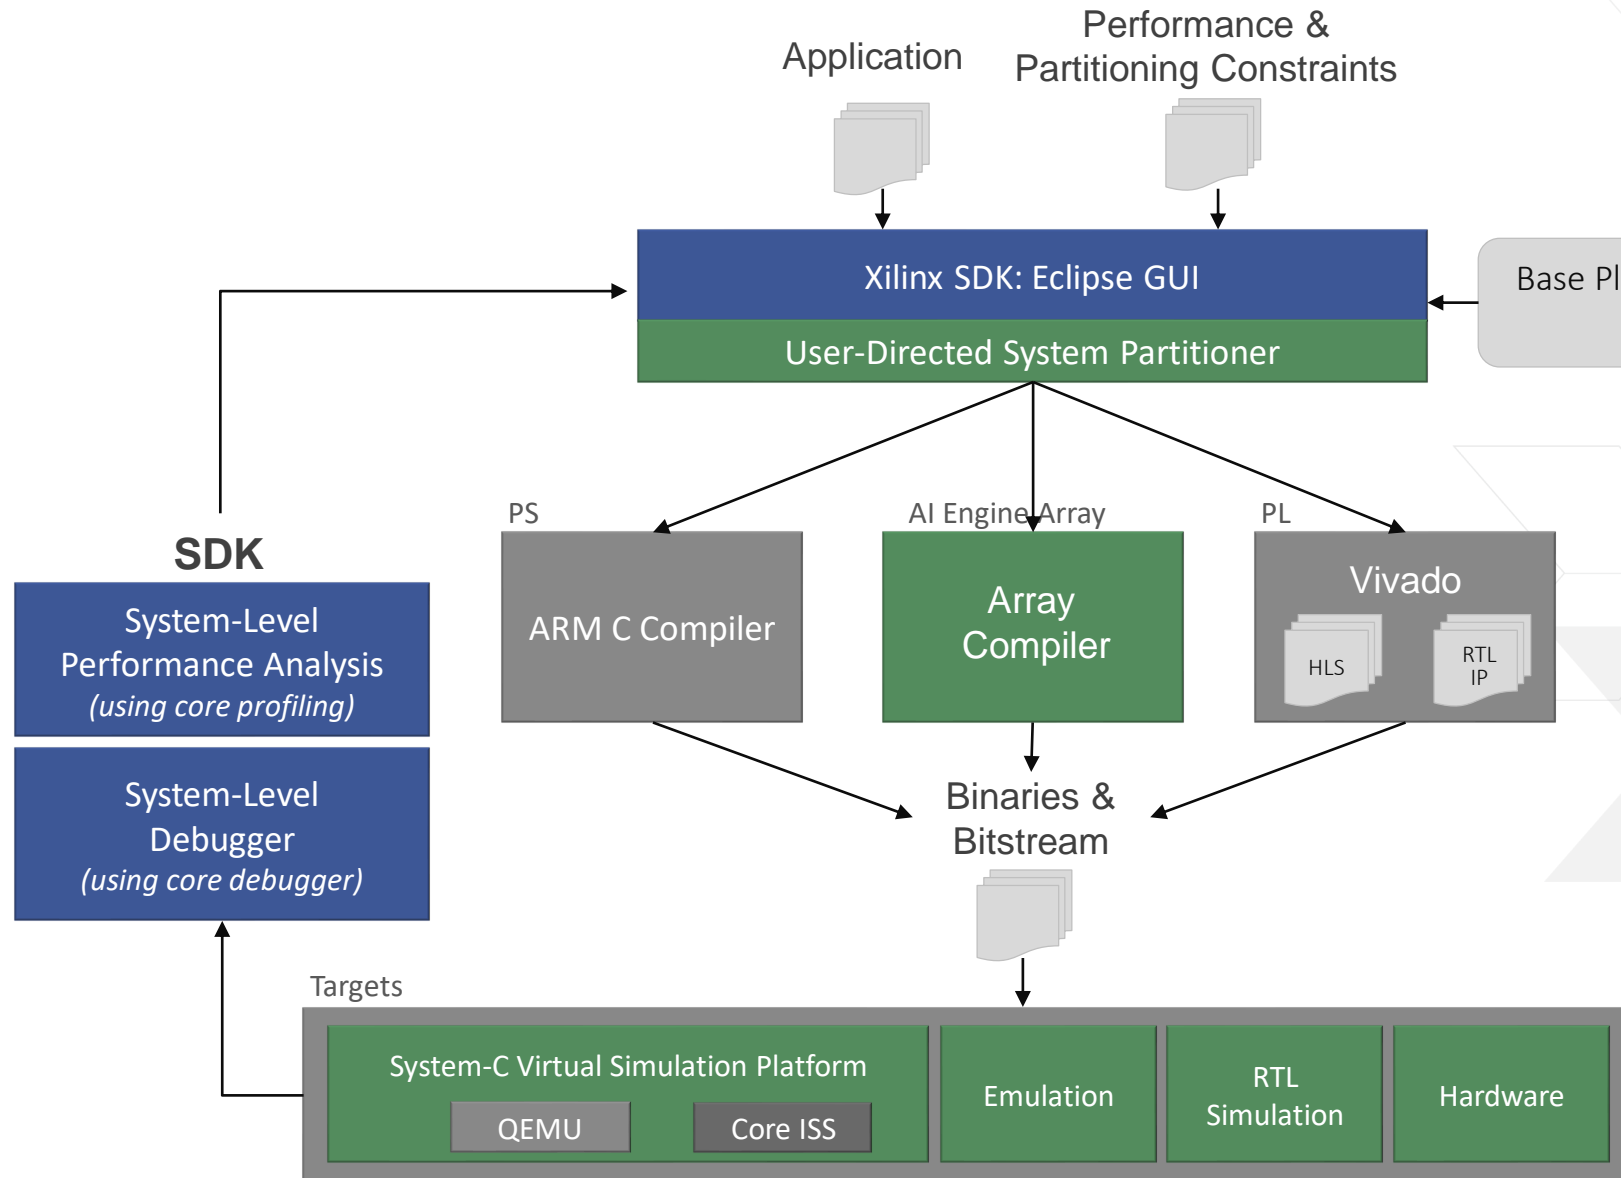 Application
Performance &
Partitioning Constraints
Xilinx SDK: Eclipse GUI
User-Directed System Partitioner
Base Pl
PS
AI Engine Array
PL
ARM C Compiler
Array
Compiler
Vivado
HLS
RTL
IP
SDK
System-Level
Performance Analysis
(using core profiling)
System-Level
Debugger
(using core debugger)
Binaries &
Bitstream
Targets
System-C Virtual Simulation Platform
QEMU
Core ISS
Emulation
RTL
Simulation
Hardware